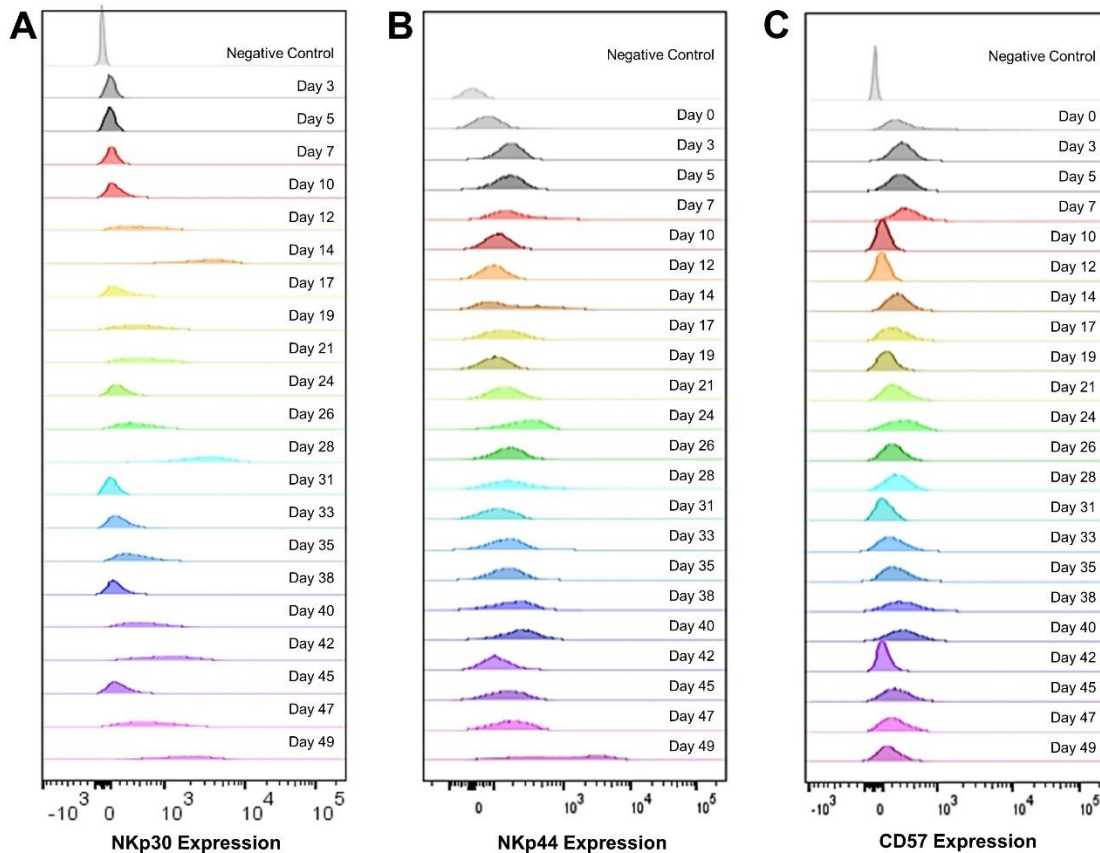 A
Negative Control
Day 3
Day 5
Day 7
Day 10
Day 12
Day 14
Day 17
Day 19
Day 21
Day 24
Day 26
Day 28
Day 31
Day 33
Day 35
Day 38
Day 40
Day 42
Day 45
Day 47
Day 49
-10^3 0 10^3 10^4 10^5
NKp30 Expression
B
Negative Control
Day 0
Day 3
Day 5
Day 7
Day 10
Day 12
Day 14
Day 17
Day 19
Day 21
Day 24
Day 26
Day 28
Day 31
Day 33
Day 35
Day 38
Day 40
Day 42
Day 45
Day 47
Day 49
0 10^3 10^4 10^5
NKp44 Expression
C
Negative Control
Day 0
Day 3
Day 5
Day 7
Day 10
Day 12
Day 14
Day 17
Day 19
Day 21
Day 24
Day 26
Day 28
Day 31
Day 33
Day 35
Day 38
Day 40
Day 42
Day 45
Day 47
Day 49
-10^3 0 10^3 10^4 10^5
CD57 Expression